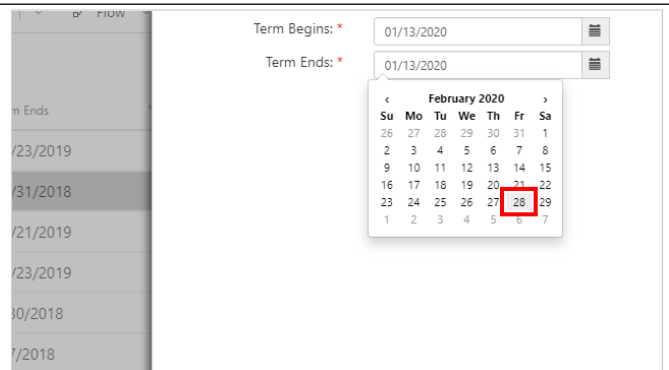 Flow
Term Begins: *
01/13/2020
Term Ends: *
01/13/2020
m Ends
/23/2019
/31/2018
/21/2019
/23/2019
30/2018
7/2018
‹ February 2020 ›
Su Mo Tu We Th Fr Sa
26 27 28 29 30 31 1
2 3 4 5 6 7 8
9 10 11 12 13 14 15
16 17 18 19 20 21 22
23 24 25 26 27 28 29
1 2 3 4 5 6 7